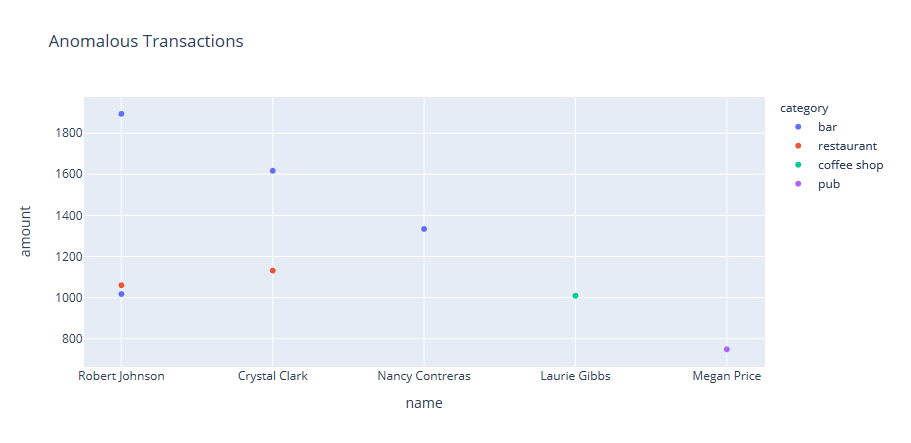 Anomalous Transactions
category
bar
restaurant
coffee shop
pub
amount
1800
1600
1400
1200
1000
800
Robert Johnson Crystal Clark Nancy Contreras Laurie Gibbs Megan Price
name